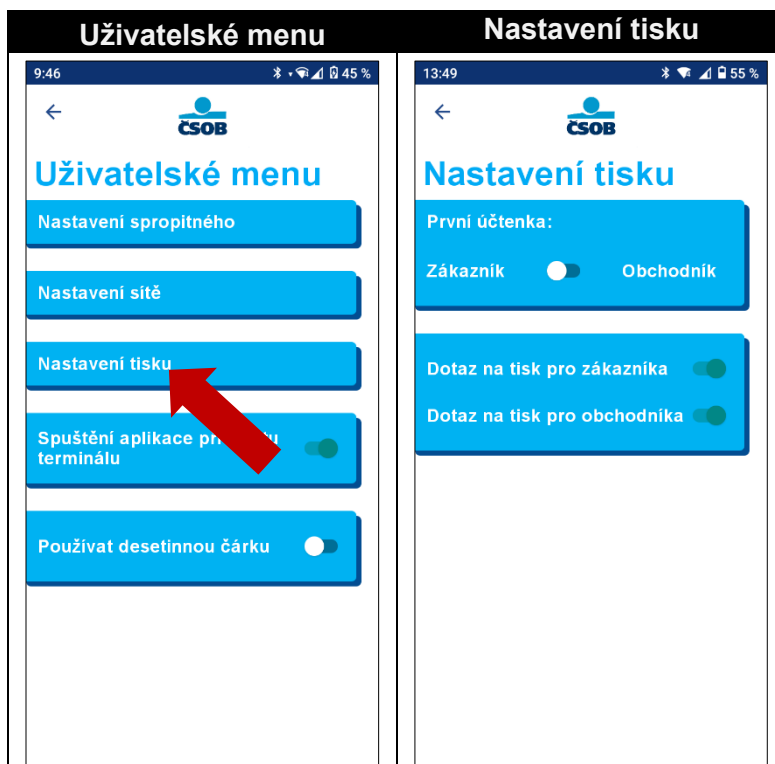 Uživatelské menu
9:46
45 %
ČSOB
Uživatelské menu
Nastavení spropitného
Nastavení sítě
Nastavení tisku
Spuštění aplikace
terminálu
Používat desetinnou čárku
Nastavení tisku
13:49
55 %
ČSOB
Nastavení tisku
První účtenka:
Zákazník Obchodník
Dotaz na tisk pro zákazníka
Dotaz na tisk pro obchodníka